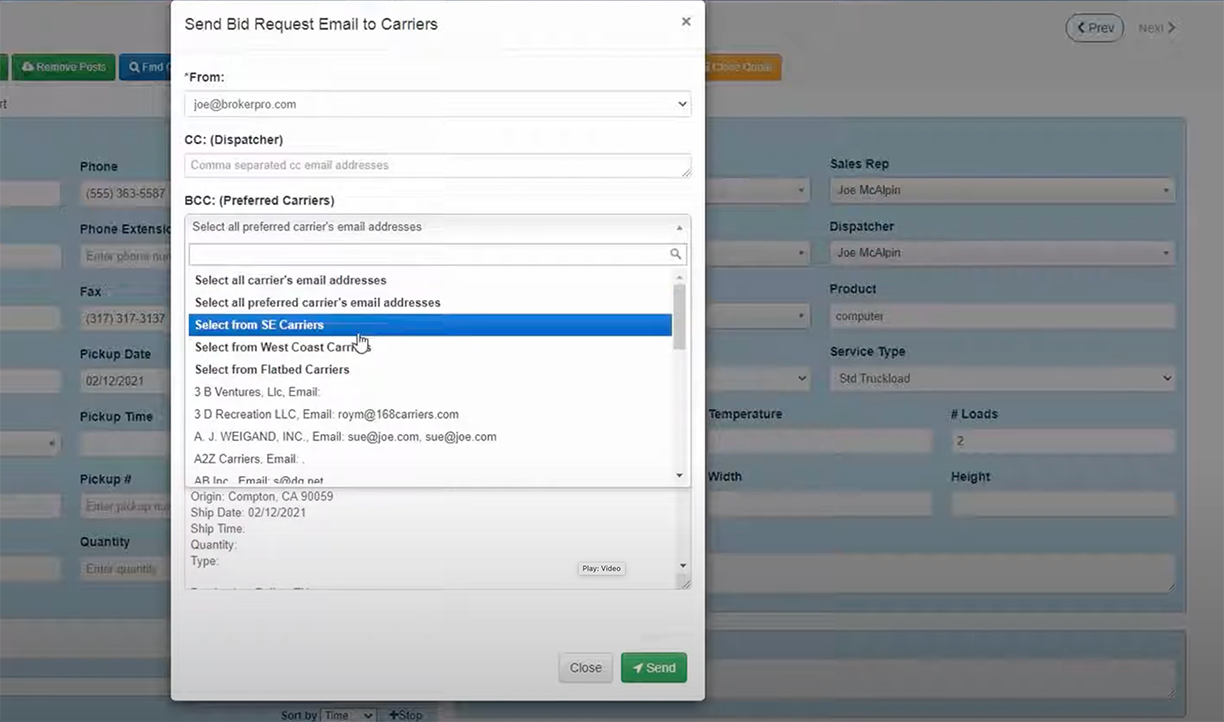 Send Bid Request Email to Carriers
×
Prev
Next
Remove Posts
Find
*From:
joe@brokerpro.com
CC: (Dispatcher)
Comma separated cc email addresses
BCC: (Preferred Carriers)
Select all preferred carrier's email addresses
Select all carrier's email addresses
Select all preferred carrier's email addresses
Select from SE Carriers
Select from West Coast Carriers
Select from Flatbed Carriers
3 B Ventures, Llc, Email:
3 D Recreation LLC, Email: roym@168carriers.com
A. J. WEIGAND, INC., Email: sue@joe.com, sue@joe.com
A2Z Carriers, Email: ,
AB Inc., Email: s@dg.net
Origin: Compton, CA 90059
Ship Date: 02/12/2021
Ship Time:
Quantity:
Type:
Play: Video
Close
Send
Close Quote
rt
Phone
(555) 363-5587
Phone Extensio
Enter phone num
Fax
(317) 317-3137
Pickup Date
02/12/2021
Pickup Time
Pickup #
Enter pickup nu
Quantity
Enter quantity
Sales Rep
Joe McAlpin
Dispatcher
Joe McAlpin
Product
computer
Service Type
Std Truckload
Temperature
# Loads
2
Width
Height
Sort by Time
+Stop